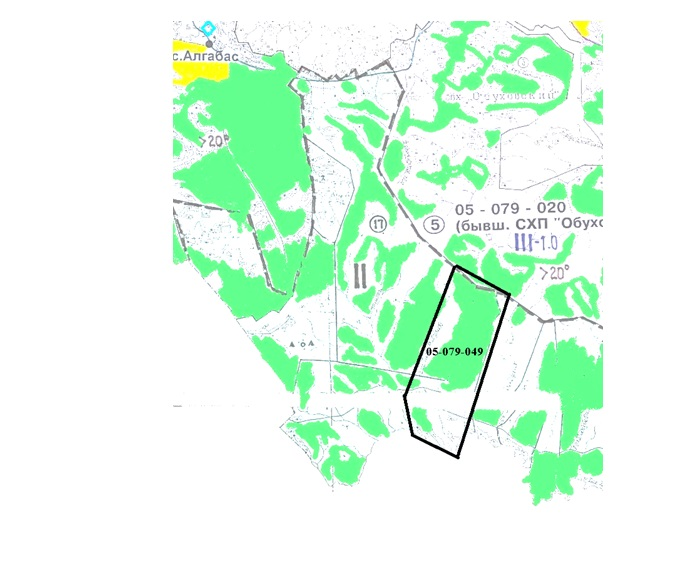 с.Алгабас
>20°
17
5
05 - 079 - 020
(бывш. СХП "Обухо
III-1.0
>20°
II
05-079-049